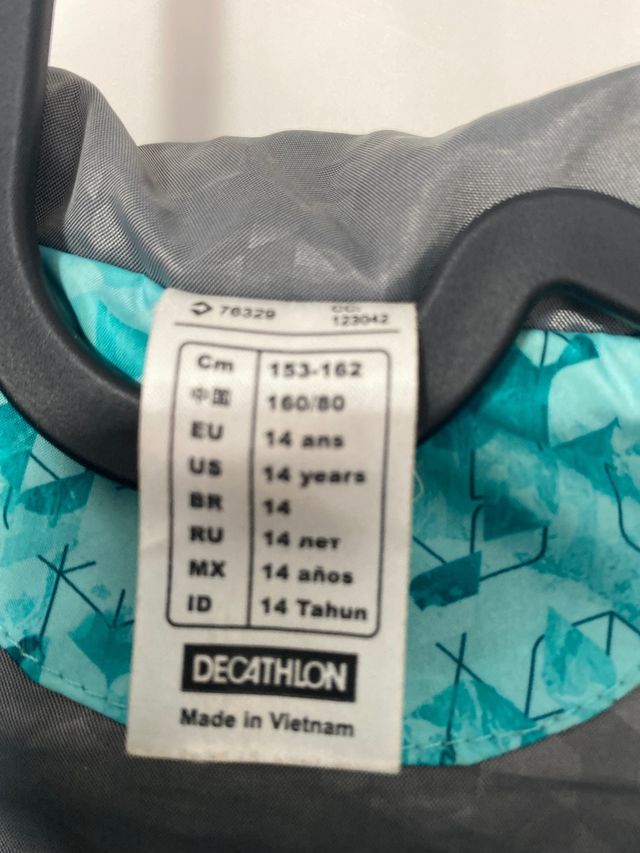 76329 CC:
123042
Cm 153-162
中国 160/80
EU 14 ans
US 14 years
BR 14
RU 14 лет
MX 14 años
ID 14 Tahun
DECATHLON
Made in Vietnam